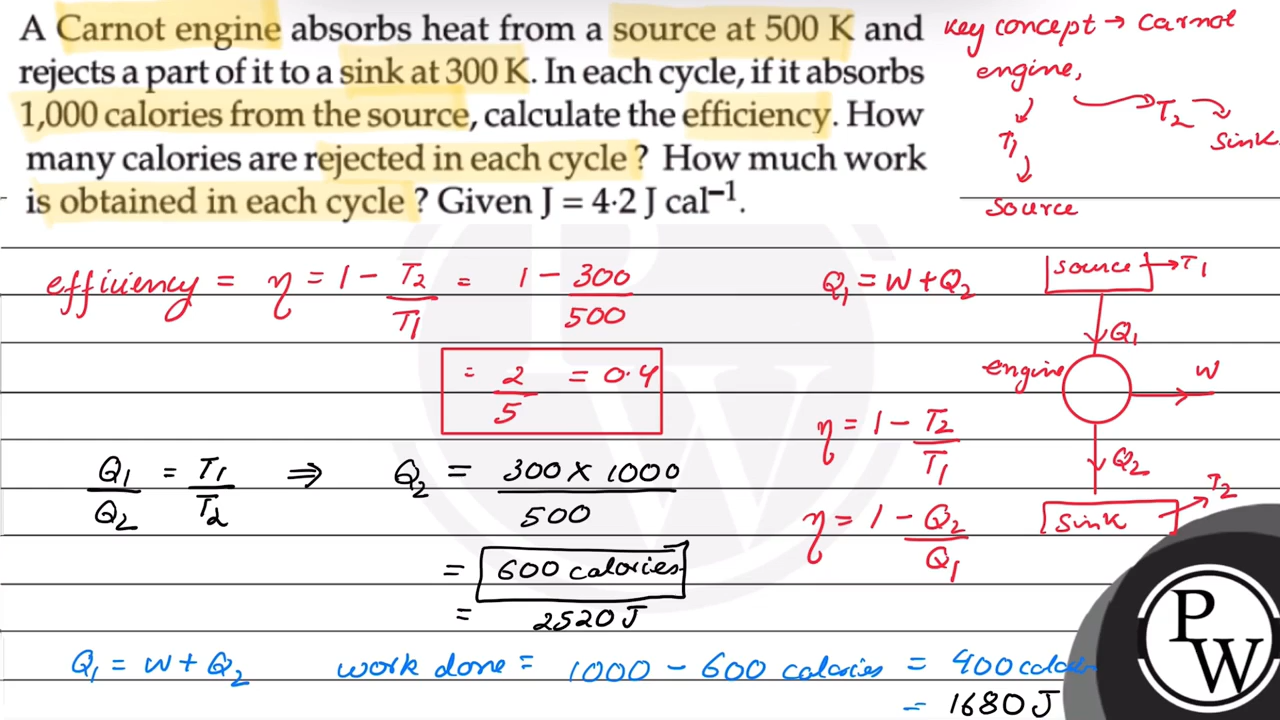 A Carnot engine absorbs heat from a source at 500 K and
rejects a part of it to a sink at 300 K. In each cycle, if it absorbs
1,000 calories from the source, calculate the efficiency. How
many calories are rejected in each cycle ? How much work
is obtained in each cycle ? Given J = 4·2 J cal⁻¹.
key concept → Carnot
engine,
T₁
source
T₂
sink
efficiency = η = 1 - T₂/T₁ = 1 - 300/500
= 2/5 = 0.4
Q₁/Q₂ = T₁/T₂ ⇒ Q₂ = 300 × 1000/500
= 600 calories
= 2520 J
Q₁ = W + Q₂
η = 1 - T₂/T₁
η = 1 - Q₂/Q₁
source → T₁
Q₁
engine
W
Q₂
sink
T₂
Q₁ = W + Q₂ work done = 1000 - 600 calories = 400
= 1680 J
PW
PW